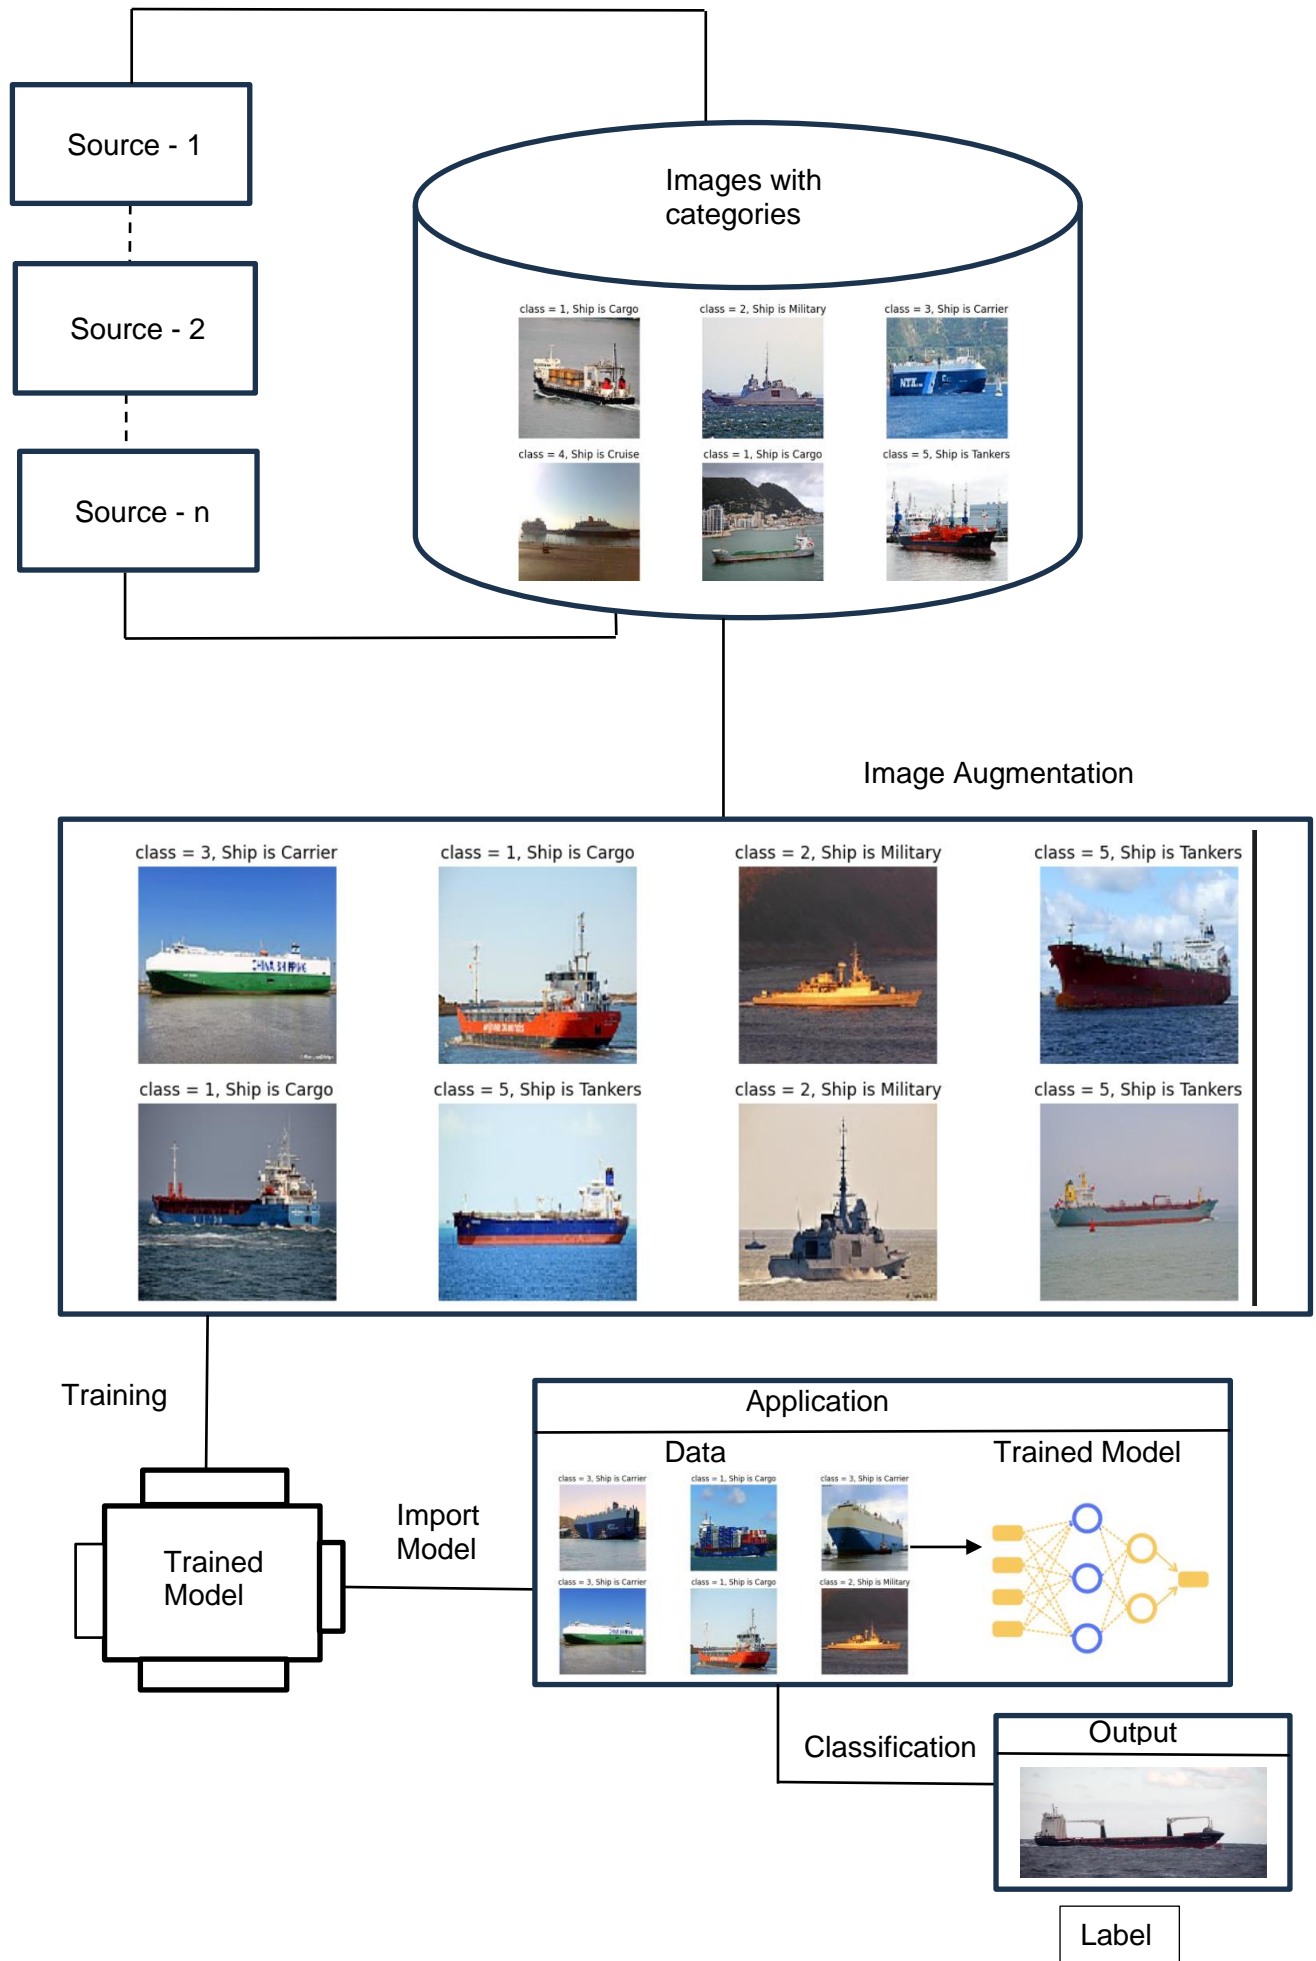 Source - 1
Images with
categories
Source - 2
class = 1, Ship is Cargo
class = 2, Ship is Military
class = 3, Ship is Carrier
class = 4, Ship is Cruise
class = 1, Ship is Cargo
class = 5, Ship is Tankers
Source - n
Image Augmentation
class = 3, Ship is Carrier
class = 1, Ship is Cargo
class = 2, Ship is Military
class = 5, Ship is Tankers
class = 1, Ship is Cargo
class = 5, Ship is Tankers
class = 2, Ship is Military
class = 5, Ship is Tankers
Training
Trained
Model
Import
Model
Application
Data
Trained Model
class = 3, Ship is Carrier
class = 1, Ship is Cargo
class = 3, Ship is Carrier
class = 3, Ship is Carrier
class = 1, Ship is Cargo
class = 2, Ship is Military
Classification
Output
Label